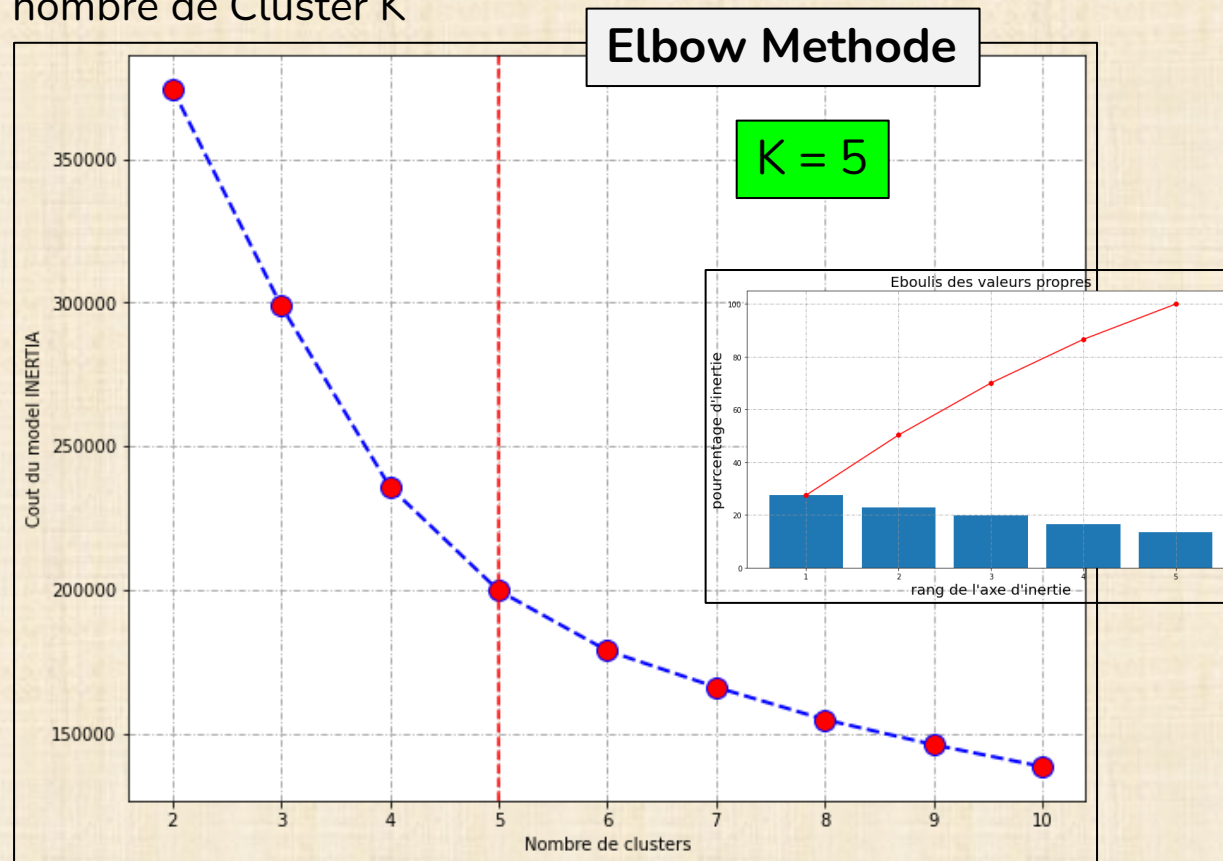 nombre de Cluster K
Elbow Methode
K = 5
350000
300000
250000
200000
150000
Cout du model INERTIA
2 3 4 5 6 7 8 9 10
Nombre de clusters
Eboulis des valeurs propres
100
80
60
40
20
0
pourcentage d'inertie
1 2 3 4 5
rang de l'axe d'inertie